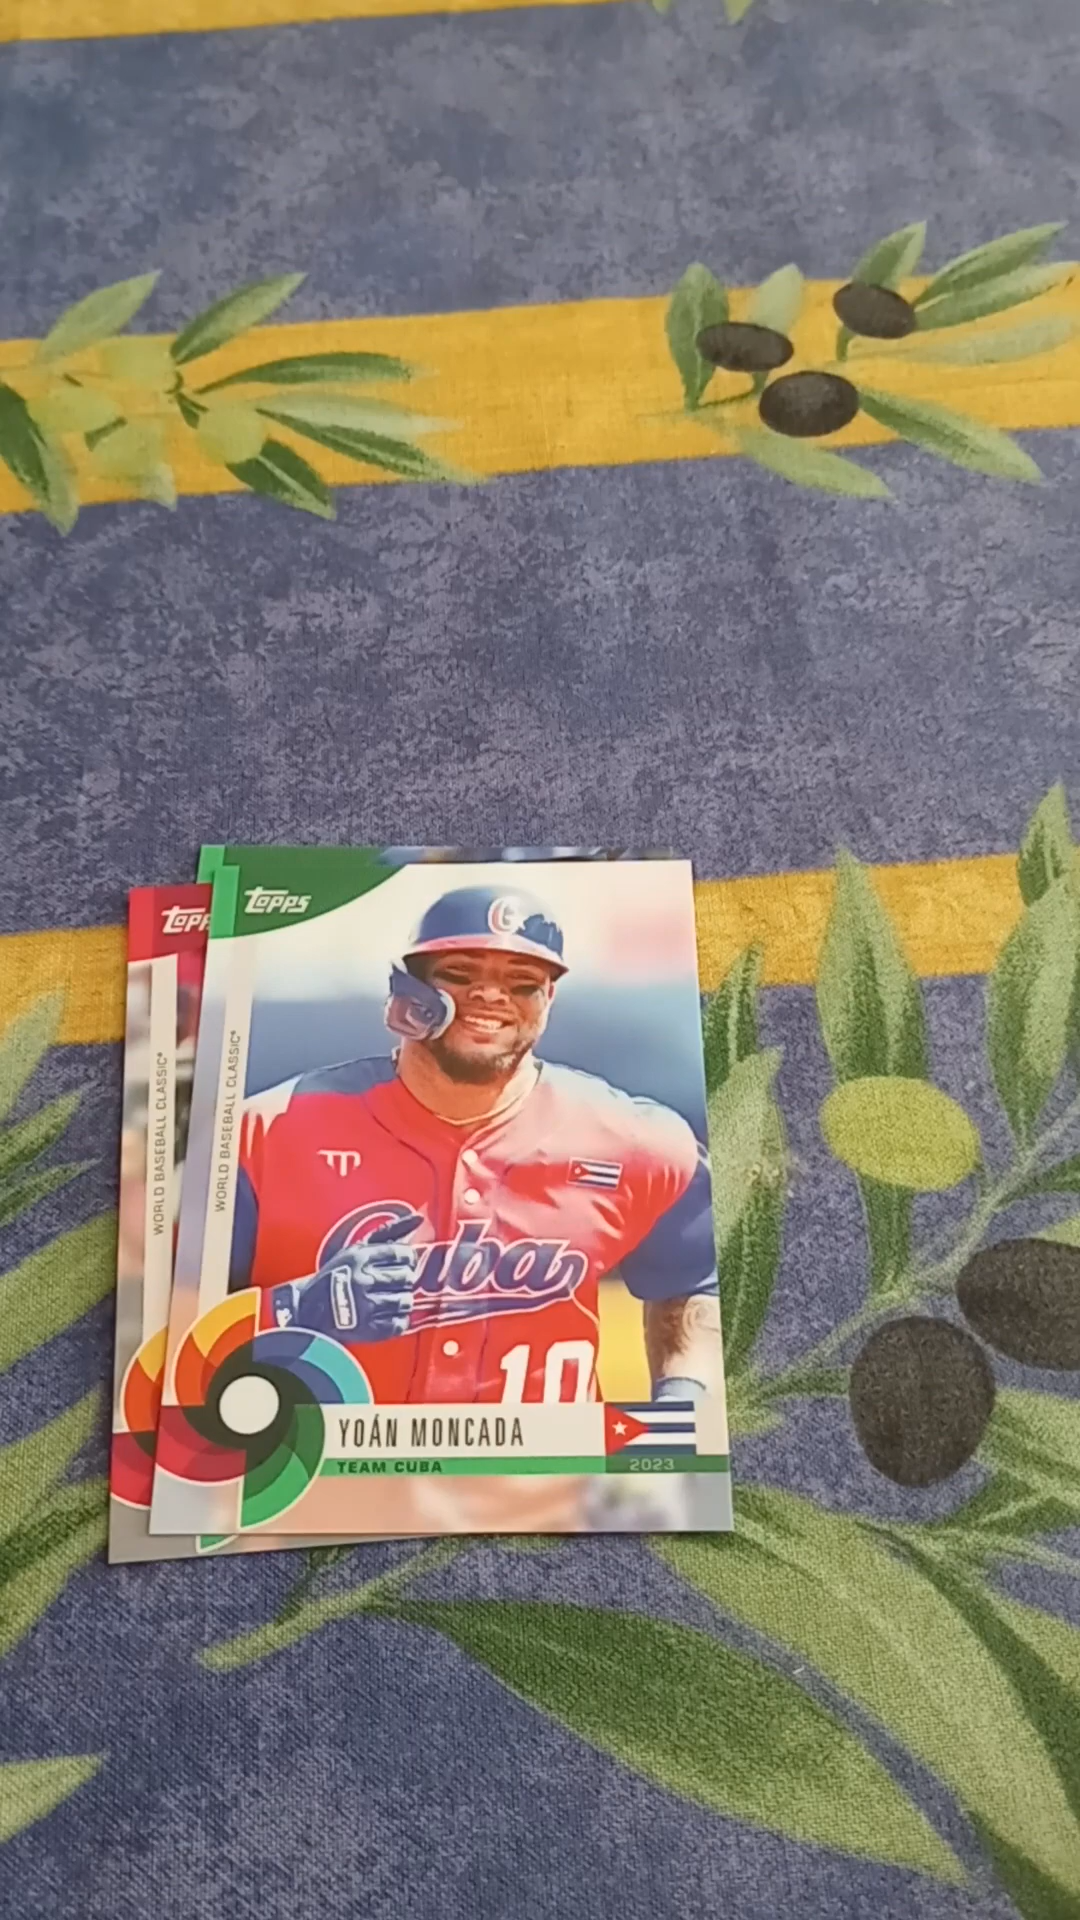 Topps
Topps
WORLD BASEBALL CLASSIC®
WORLD BASEBALL CLASSIC®
Cuba
10
YOÁN MONCADA
TEAM CUBA
2023